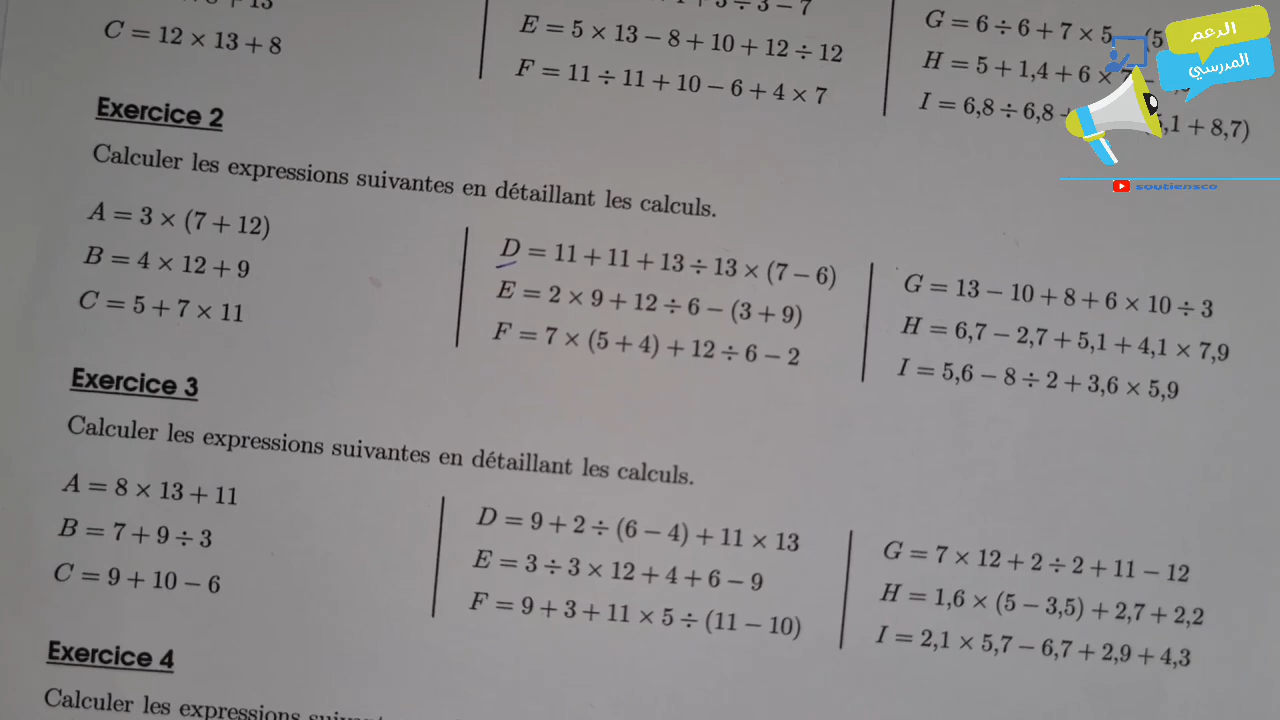 C = 12 × 13 + 8
E = 5 × 13 − 8 + 10 + 12 ÷ 12
F = 11 ÷ 11 + 10 − 6 + 4 × 7
G = 6 ÷ 6 + 7 × 5 (5
H = 5 + 1,4 + 6 × 7
I = 6,8 ÷ 6,8 5,1 + 8,7)
الدعم
المدرسي
soutiensco
Exercice 2
Calculer les expressions suivantes en détaillant les calculs.
A = 3 × (7 + 12)
B = 4 × 12 + 9
C = 5 + 7 × 11
D = 11 + 11 + 13 ÷ 13 × (7 − 6)
E = 2 × 9 + 12 ÷ 6 − (3 + 9)
F = 7 × (5 + 4) + 12 ÷ 6 − 2
G = 13 − 10 + 8 + 6 × 10 ÷ 3
H = 6,7 − 2,7 + 5,1 + 4,1 × 7,9
I = 5,6 − 8 ÷ 2 + 3,6 × 5,9
Exercice 3
Calculer les expressions suivantes en détaillant les calculs.
A = 8 × 13 + 11
B = 7 + 9 ÷ 3
C = 9 + 10 − 6
D = 9 + 2 ÷ (6 − 4) + 11 × 13
E = 3 ÷ 3 × 12 + 4 + 6 − 9
F = 9 + 3 + 11 × 5 ÷ (11 − 10)
G = 7 × 12 + 2 ÷ 2 + 11 − 12
H = 1,6 × (5 − 3,5) + 2,7 + 2,2
I = 2,1 × 5,7 − 6,7 + 2,9 + 4,3
Exercice 4
Calculer les expressions